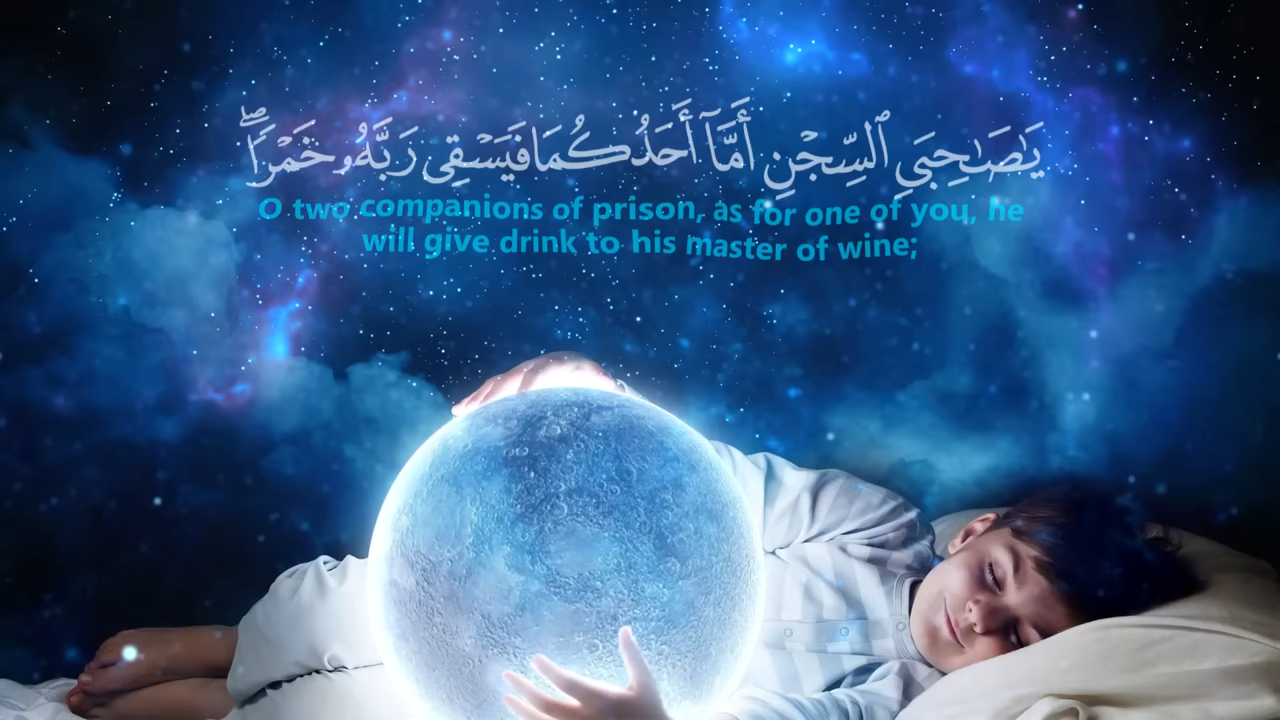 يَـٰصَـٰحِبَىِ ٱلسِّجْنِ أَمَّآ أَحَدُكُمَا فَيَسْقِى رَبَّهُۥ خَمْرًۭا ۖ
O two companions of prison, as for one of you, he
will give drink to his master of wine;